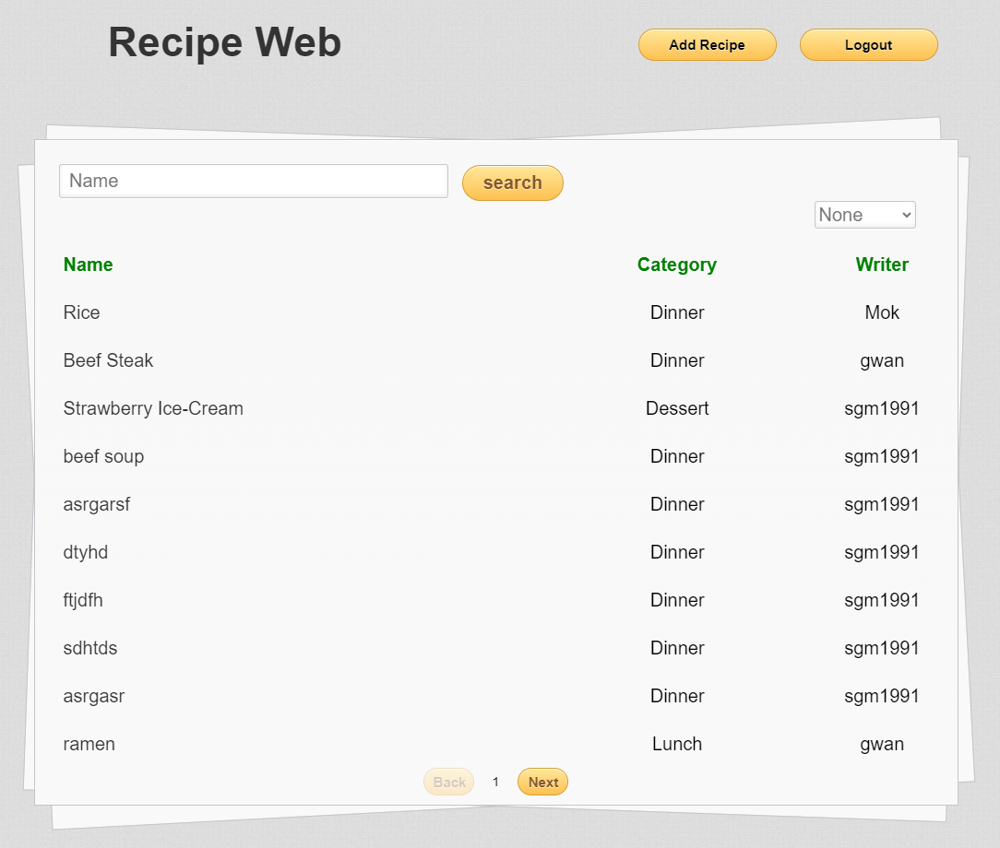 Recipe Web Add Recipe Logout
Name search
None
Name Category Writer
Rice Dinner Mok
Beef Steak Dinner gwan
Strawberry Ice-Cream Dessert sgm1991
beef soup Dinner sgm1991
asrgarsf Dinner sgm1991
dtyhd Dinner sgm1991
ftjdfh Dinner sgm1991
sdhtds Dinner sgm1991
asrgasr Dinner sgm1991
ramen Lunch gwan
Back 1 Next